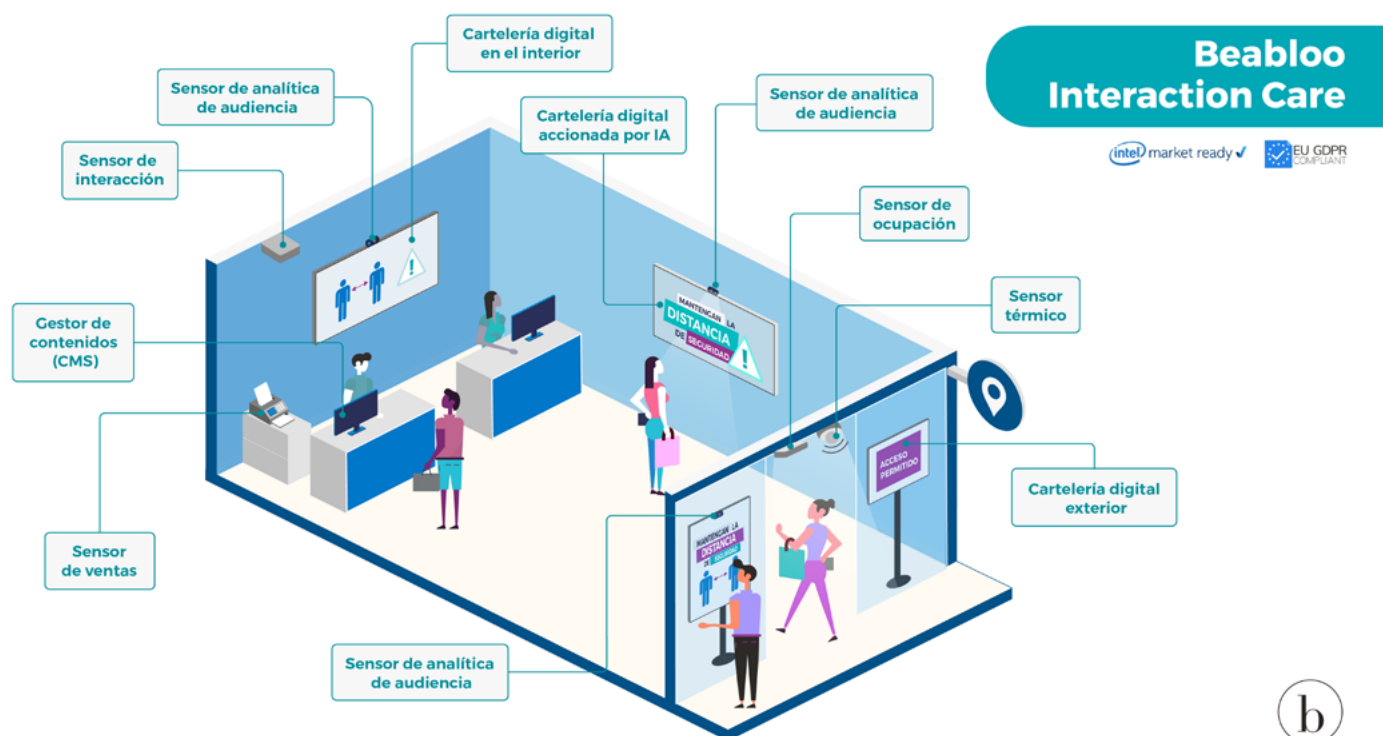 Beabloo
Interaction Care
intel market ready
EU GDPR
COMPLIANT
Cartelería digital
en el interior
Sensor de analítica
de audiencia
Cartelería digital
accionada por IA
Sensor de analítica
de audiencia
Sensor de
interacción
Sensor de
ocupación
Sensor
térmico
Gestor de
contenidos
(CMS)
MANTENGAN LA
DISTANCIA
DE SEGURIDAD
!
!
ACCESO
PERMITIDO
Cartelería digital
exterior
MANTENGAN LA
DISTANCIA
DE SEGURIDAD
Sensor
de ventas
Sensor de analítica
de audiencia
b